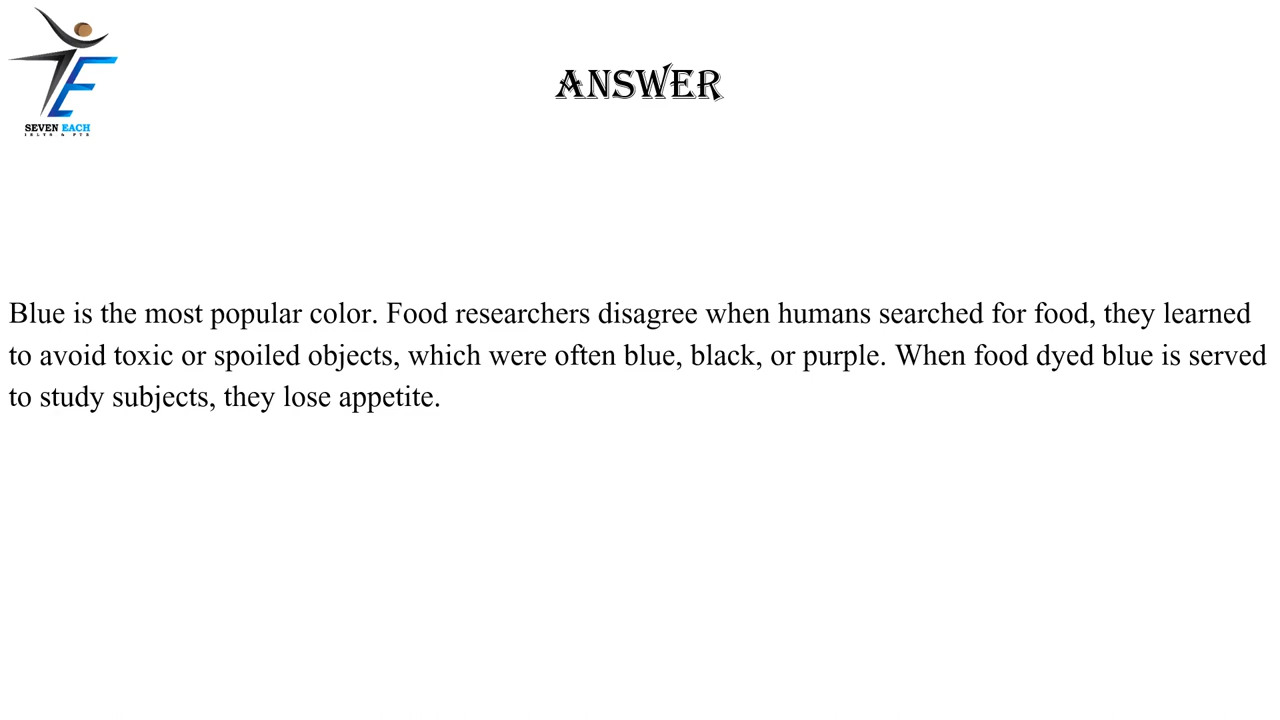 ANSWER
SEVEN EACH
IELTS & PTE
Blue is the most popular color. Food researchers disagree when humans searched for food, they learned
to avoid toxic or spoiled objects, which were often blue, black, or purple. When food dyed blue is served
to study subjects, they lose appetite.